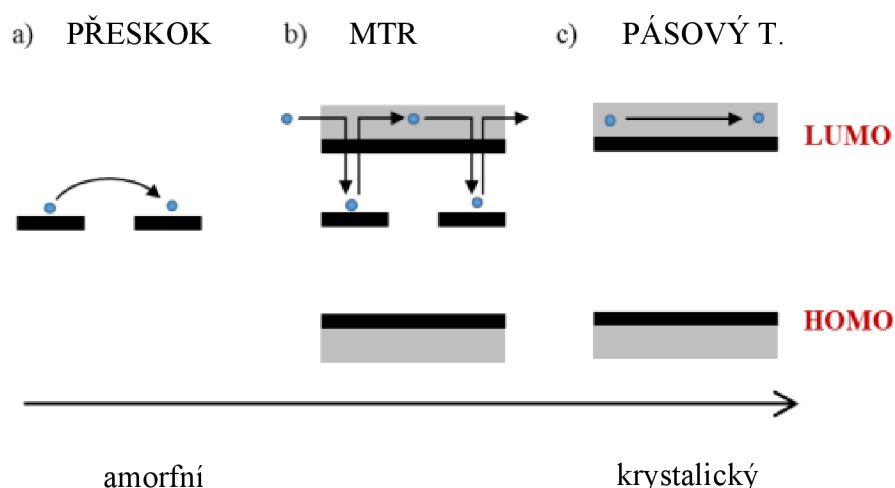 a) PŘESKOK b) MTR c) PÁSOVÝ T.
LUMO
HOMO
amorfní krystalický